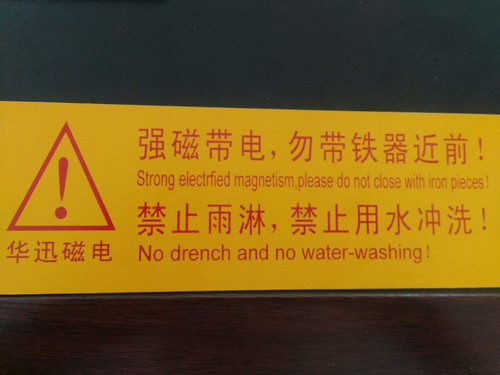 强磁带电，勿带铁器近前！
Strong electrfied magnetism,please do not close with iron pieces!
禁止雨淋，禁止用水冲洗！
No drench and no water-washing!
华迅磁电